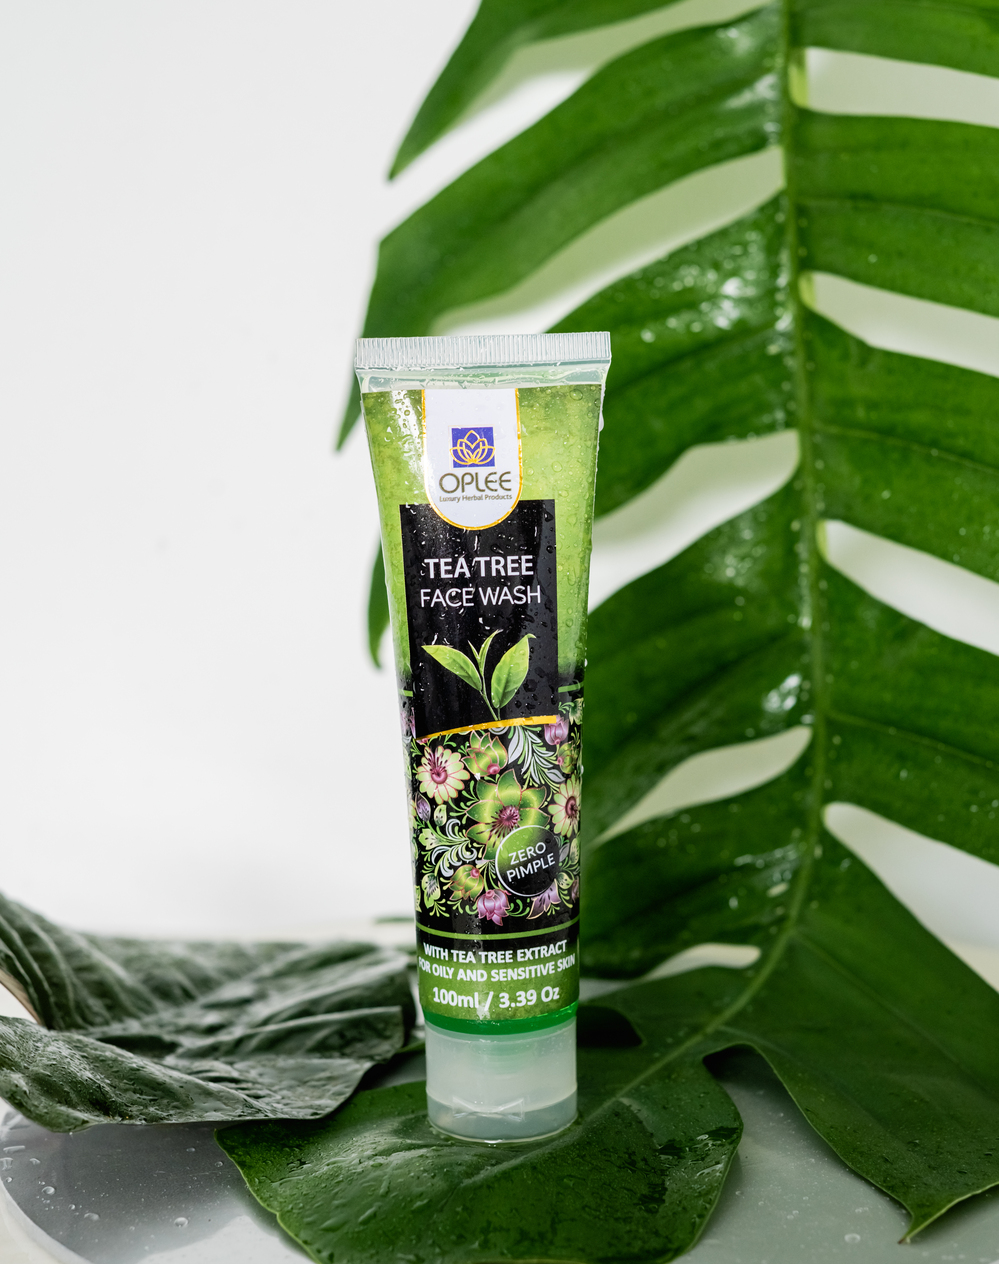 OPLEE
Luxury Herbal Products
TEA TREE
FACE WASH
ZERO
PIMPLE
WITH TEA TREE EXTRACT
FOR OILY AND SENSITIVE SKIN
100ml / 3.39 Oz